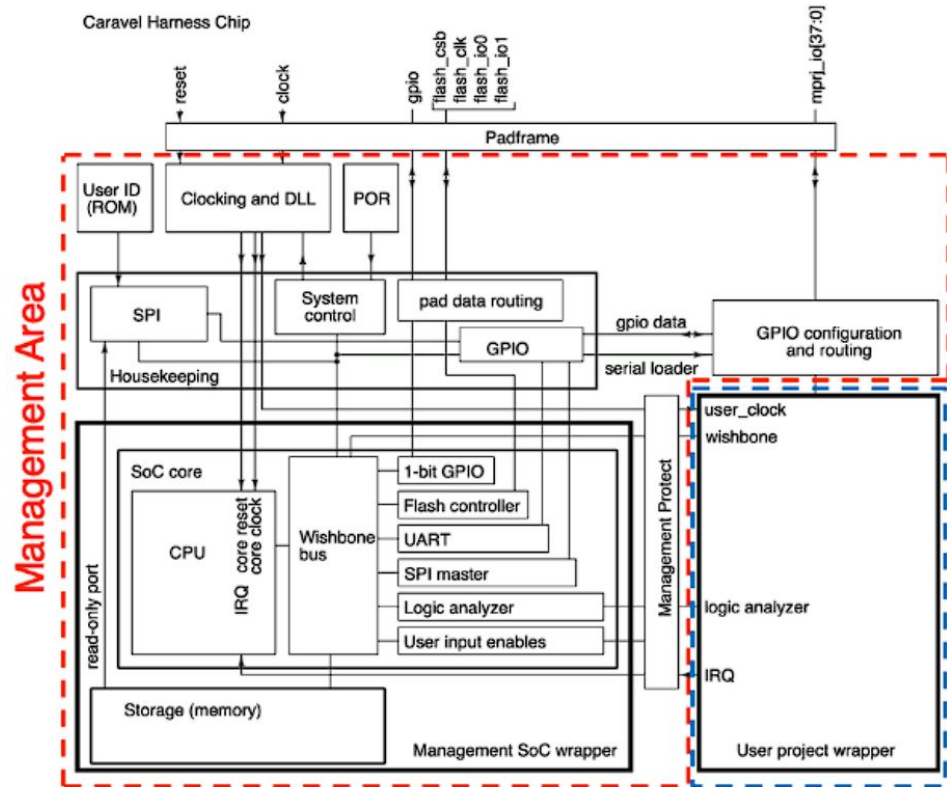 Caravel Harness Chip
reset
clock
gpio
flash_csb
flash_clk
flash_io0
flash_io1
mprj_io[37:0]
Padframe
Management Area
User ID
(ROM)
Clocking and DLL
POR
SPI
System
control
pad data routing
GPIO
Housekeeping
gpio data
serial loader
GPIO configuration
and routing
user_clock
wishbone
SoC core
CPU
IRQ
core reset
core clock
Wishbone
bus
1-bit GPIO
Flash controller
UART
SPI master
Logic analyzer
User input enables
Management Protect
logic analyzer
IRQ
read-only port
Storage (memory)
Management SoC wrapper
User project wrapper